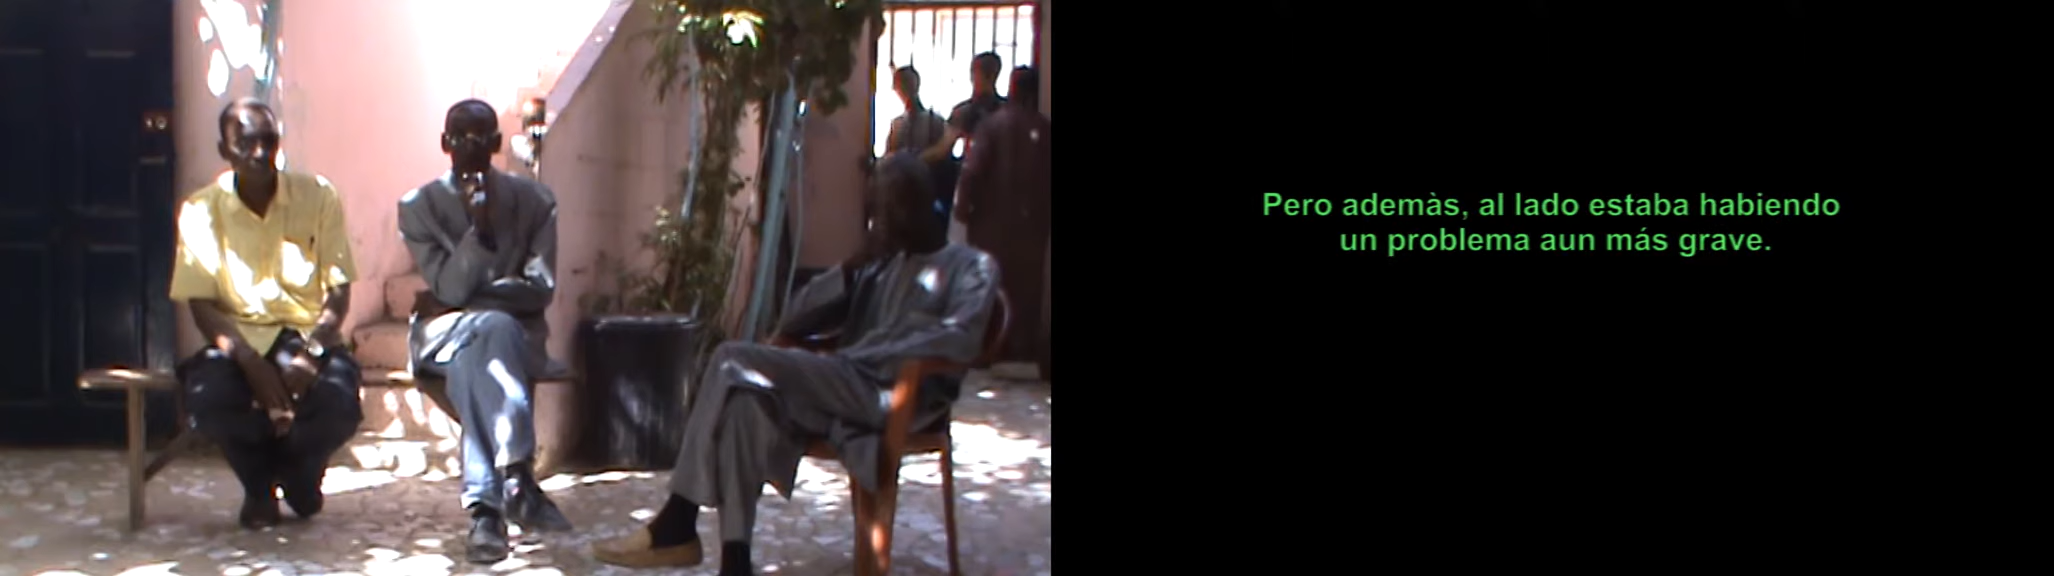 Pero ademàs, al lado estaba habiendo
un problema aun más grave.